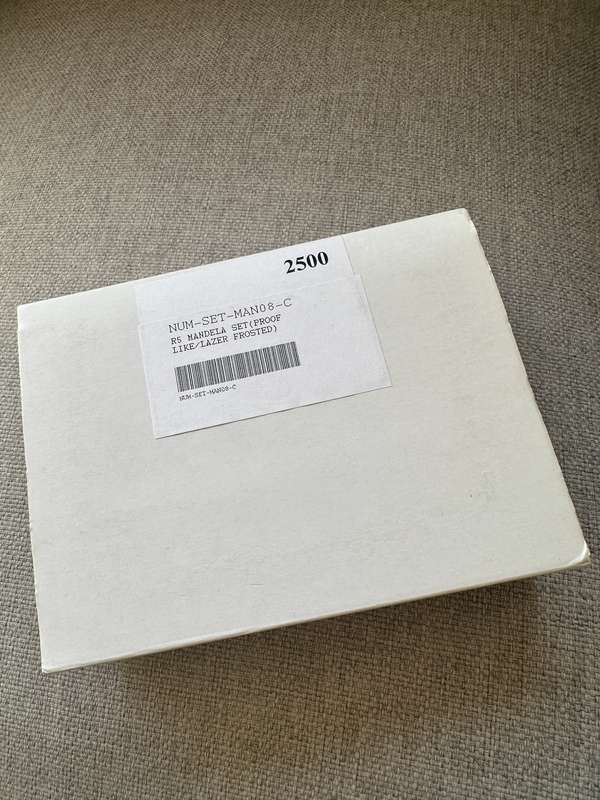 2500
NUM-SET-MAN08-C
R5 MANDELA SET(PROOF
LIKE/LAZER FROSTED)
NUM-SET-MAN08-C